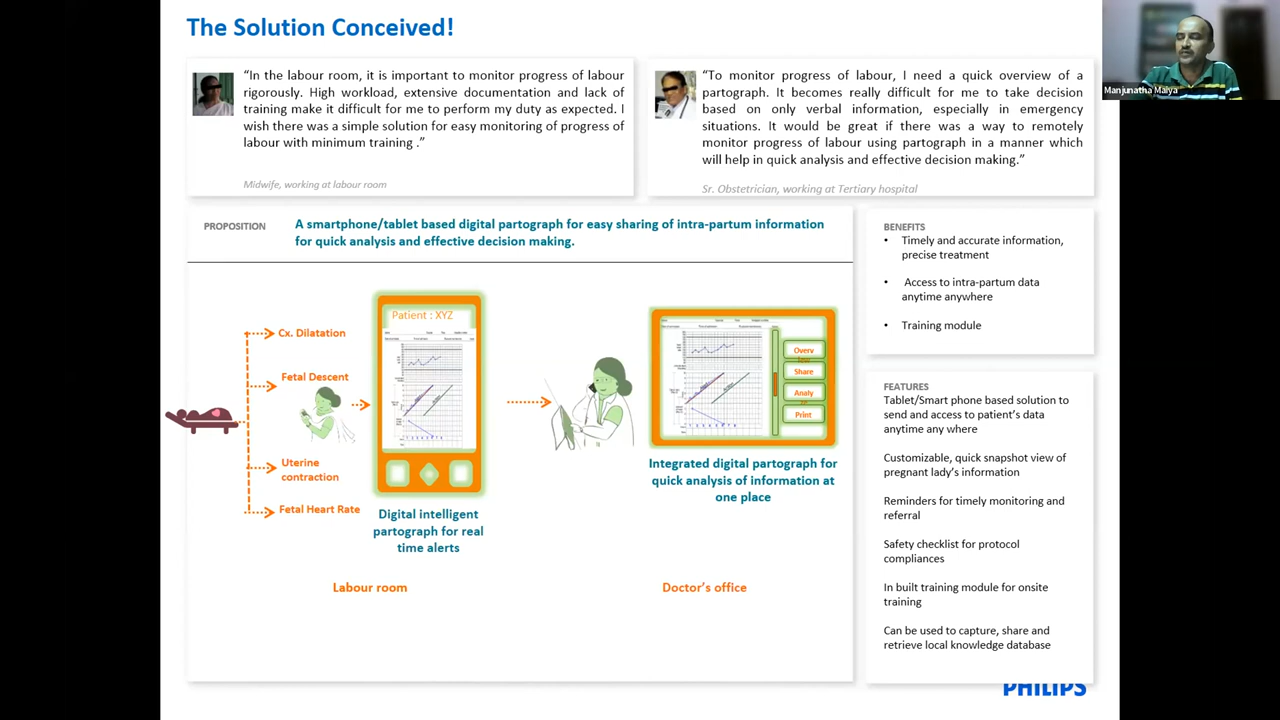 The Solution Conceived!
“In the labour room, it is important to monitor progress of labour
rigorously. High workload, extensive documentation and lack of
training make it difficult for me to perform my duty as expected. I
wish there was a simple solution for easy monitoring of progress of
labour with minimum training .”
Midwife, working at labour room
“To monitor progress of labour, I need a quick overview of a
partograph. It becomes really difficult for me to take decision
based on only verbal information, especially in emergency
situations. It would be great if there was a way to remotely
monitor progress of labour using partograph in a manner which
will help in quick analysis and effective decision making.”
Sr. Obstetrician, working at Tertiary hospital
Manjunatha Maiya
PROPOSITION
A smartphone/tablet based digital partograph for easy sharing of intra-partum information
for quick analysis and effective decision making.
Cx. Dilatation
Fetal Descent
Uterine
contraction
Fetal Heart Rate
Patient : XYZ
Digital intelligent
partograph for real
time alerts
Labour room
Overv
Share
Analy
Print
Integrated digital partograph for
quick analysis of information at
one place
Doctor’s office
BENEFITS
• Timely and accurate information,
precise treatment
• Access to intra-partum data
anytime anywhere
• Training module
FEATURES
Tablet/Smart phone based solution to
send and access to patient’s data
anytime any where
Customizable, quick snapshot view of
pregnant lady’s information
Reminders for timely monitoring and
referral
Safety checklist for protocol
compliances
In built training module for onsite
training
Can be used to capture, share and
retrieve local knowledge database
PHILIPS